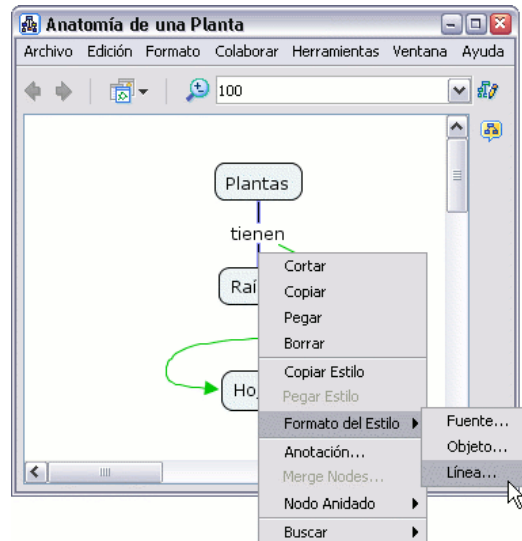 Anatomía de una Planta
Archivo Edición Formato Colaborar Herramientas Ventana Ayuda
100
Plantas
tienen
Raí
Ho
Cortar
Copiar
Pegar
Borrar
Copiar Estilo
Pegar Estilo
Formato del Estilo
Fuente...
Objeto...
Línea...
Anotación...
Merge Nodes...
Nodo Anidado
Buscar